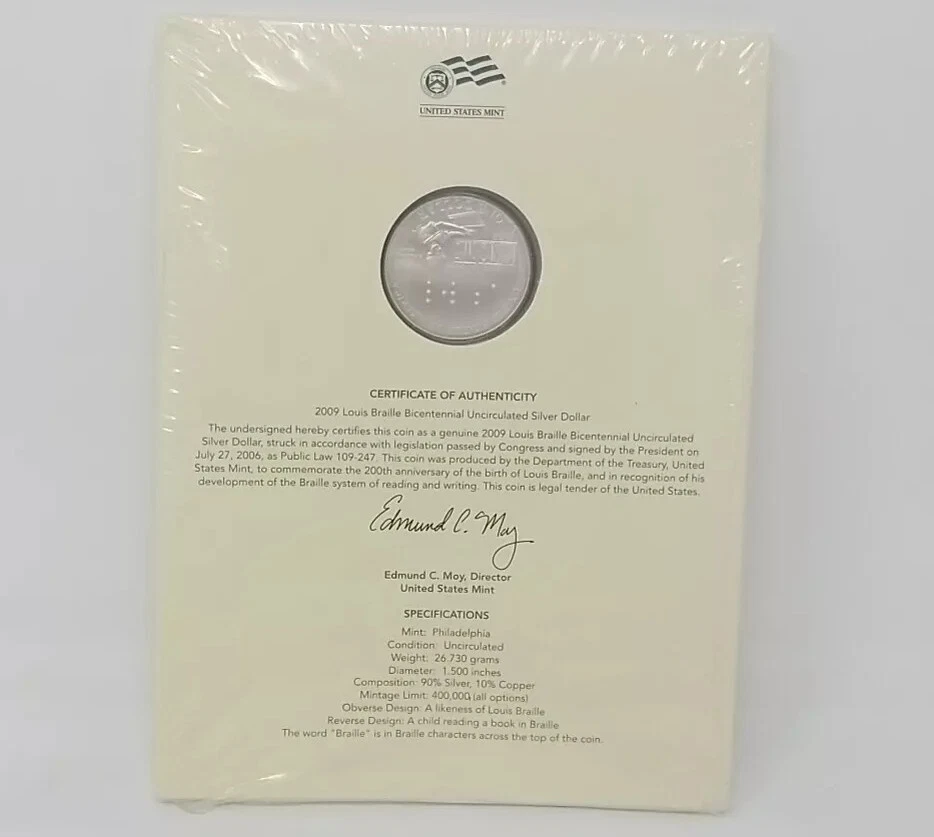 UNITED STATES MINT
CERTIFICATE OF AUTHENTICITY
2009 Louis Braille Bicentennial Uncirculated Silver Dollar
The undersigned hereby certifies this coin as a genuine 2009 Louis Braille Bicentennial Uncirculated
Silver Dollar, struck in accordance with legislation passed by Congress and signed by the President on
July 27, 2006, as Public Law 109-247. This coin was produced by the Department of the Treasury, United
States Mint, to commemorate the 200th anniversary of the birth of Louis Braille, and in recognition of his
development of the Braille system of reading and writing. This coin is legal tender of the United States.
Edmund C. Moy
Edmund C. Moy, Director
United States Mint
SPECIFICATIONS
Mint: Philadelphia
Condition: Uncirculated
Weight: 26.730 grams
Diameter: 1.500 inches
Composition: 90% Silver, 10% Copper
Mintage Limit: 400,000 (all options)
Obverse Design: A likeness of Louis Braille
Reverse Design: A child reading a book in Braille
The word "Braille" is in Braille characters across the top of the coin.